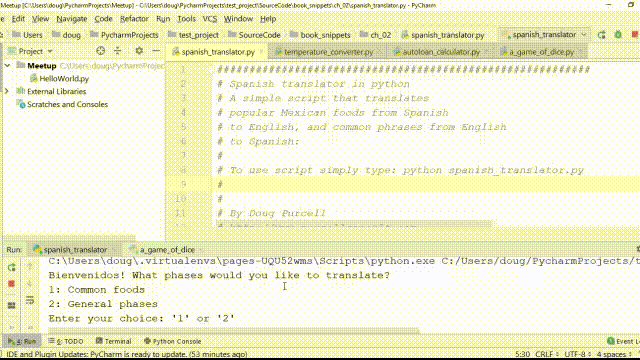 Meetup [C:\Users\doug\PycharmProjects\Meetup] - C:\Users\doug\PycharmProjects\test_project\SourceCode\book_snippets\ch_02\spanish_translator.py - PyCharm
Edit View Navigate Code Refactor Run Tools VCS Window Help
Users doug PycharmProjects test_project SourceCode book_snippets ch_02 spanish_translator.py spanish_translator
Project spanish_translator.py temperature_converter.py autoloan_calculator.py a_game_of_dice.py
Meetup C:\Users\doug\PycharmProjects
HelloWorld.py
External Libraries
Scratches and Consoles
1 ##############################################################
2 # Spanish translator in python
3 # A simple script that translates
4 # popular Mexican foods from Spanish
5 # to English, and common phrases from English
6 # to Spanish:
7 #
8 # To use script simply type: python spanish_translator.py
9 #
10 #
11 # By Doug Purcell
Run: spanish_translator a_game_of_dice
C:\Users\doug\.virtualenvs\pages-UQU52wms\Scripts\python.exe C:/Users/doug/PycharmProjects/t
Bienvenidos! What phases would you like to translate?
1: Common foods
2: General phases
Enter your choice: '1' or '2'
4: Run 6: TODO Terminal Python Console Event L
IDE and Plugin Updates: PyCharm is ready to update. (53 minutes ago) 5:30 CRLF UTF-8 4 spaces